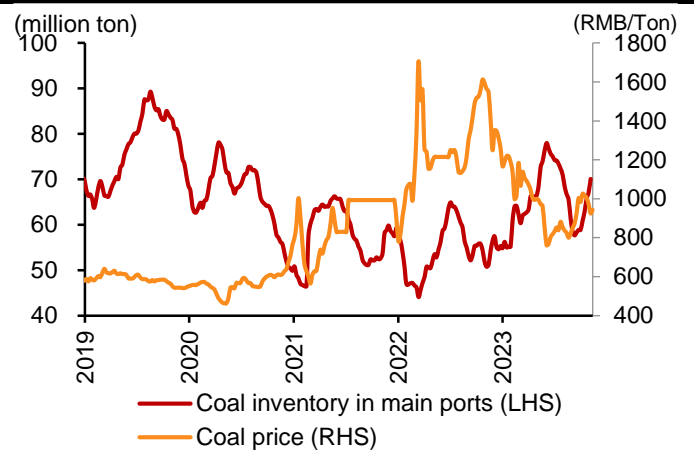 (million ton) (RMB/Ton)
100 1800
90 1600
80 1400
70 1200
60 1000
50 800
40 600
400
2019 2020 2021 2022 2023
Coal inventory in main ports (LHS)
Coal price (RHS)